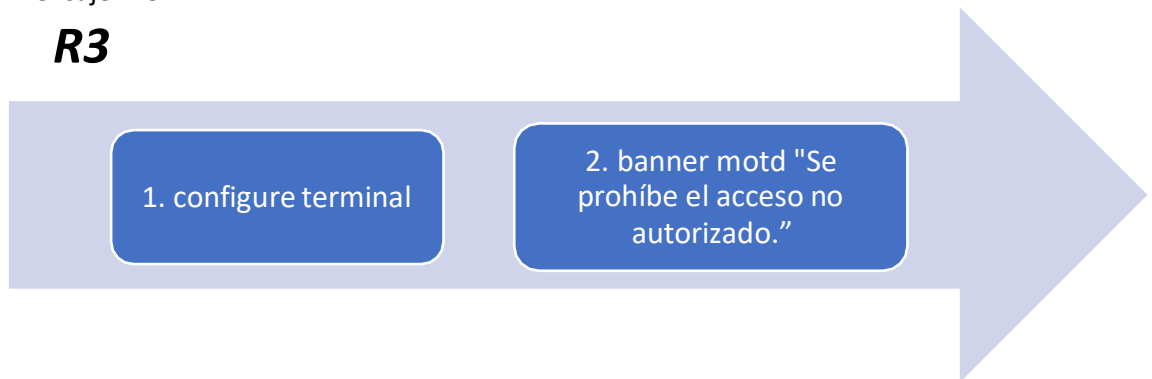 R3
1. configure terminal
2. banner motd "Se
prohíbe el acceso no
autorizado.”